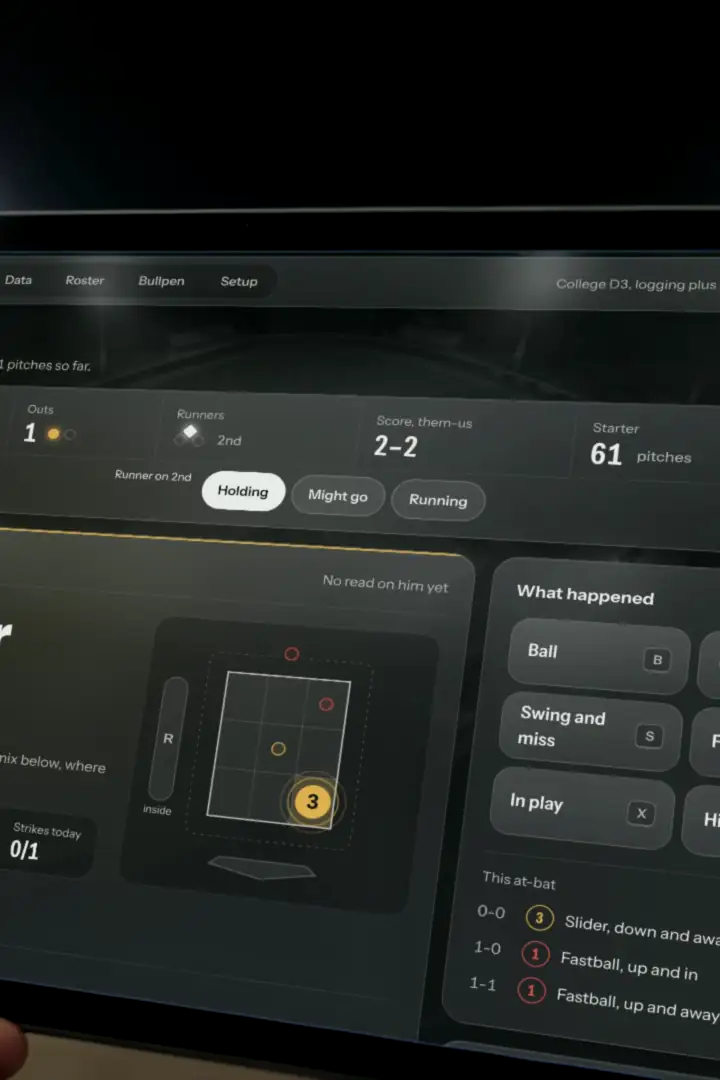 Data Roster Bullpen Setup College D3, logging plus
1 pitches so far.
Outs
1
Runners
2nd
Score, them-us
2-2
Starter
61 pitches
Runner on 2nd Holding Might go Running
No read on him yet
r
mix below, where
Strikes today
0/1
R
inside
3
What happened
Ball B
Swing and
miss S
F
In play X
Hi
This at-bat
0-0 3 Slider, down and awa
1-0 1 Fastball, up and in
1-1 1 Fastball, up and away